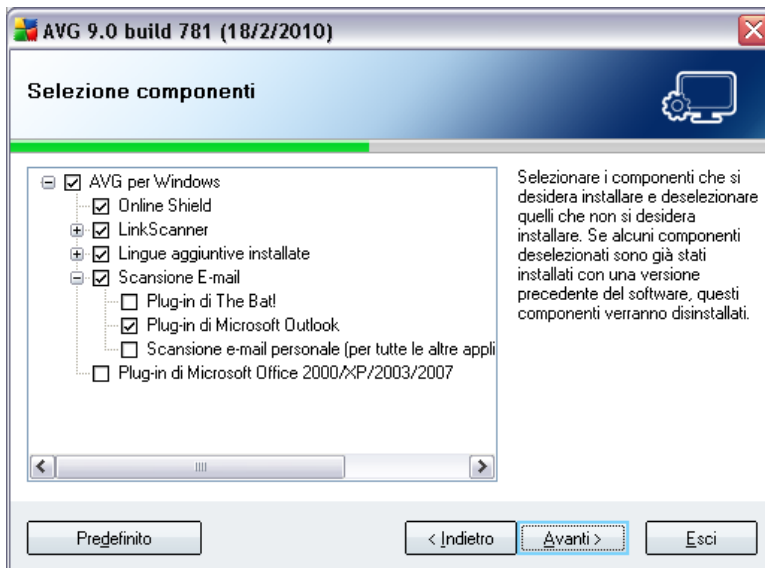 AVG 9.0 build 781 (18/2/2010)
Selezione componenti
AVG per Windows
Online Shield
LinkScanner
Lingue aggiuntive installate
Scansione E-mail
Plug-in di The Bat!
Plug-in di Microsoft Outlook
Scansione e-mail personale (per tutte le altre appli
Plug-in di Microsoft Office 2000/XP/2003/2007
Selezionare i componenti che si
desidera installare e deselezionare
quelli che non si desidera
installare. Se alcuni componenti
deselezionati sono già stati
installati con una versione
precedente del software, questi
componenti verranno disinstallati.
Predefinito
< Indietro
Avanti >
Esci